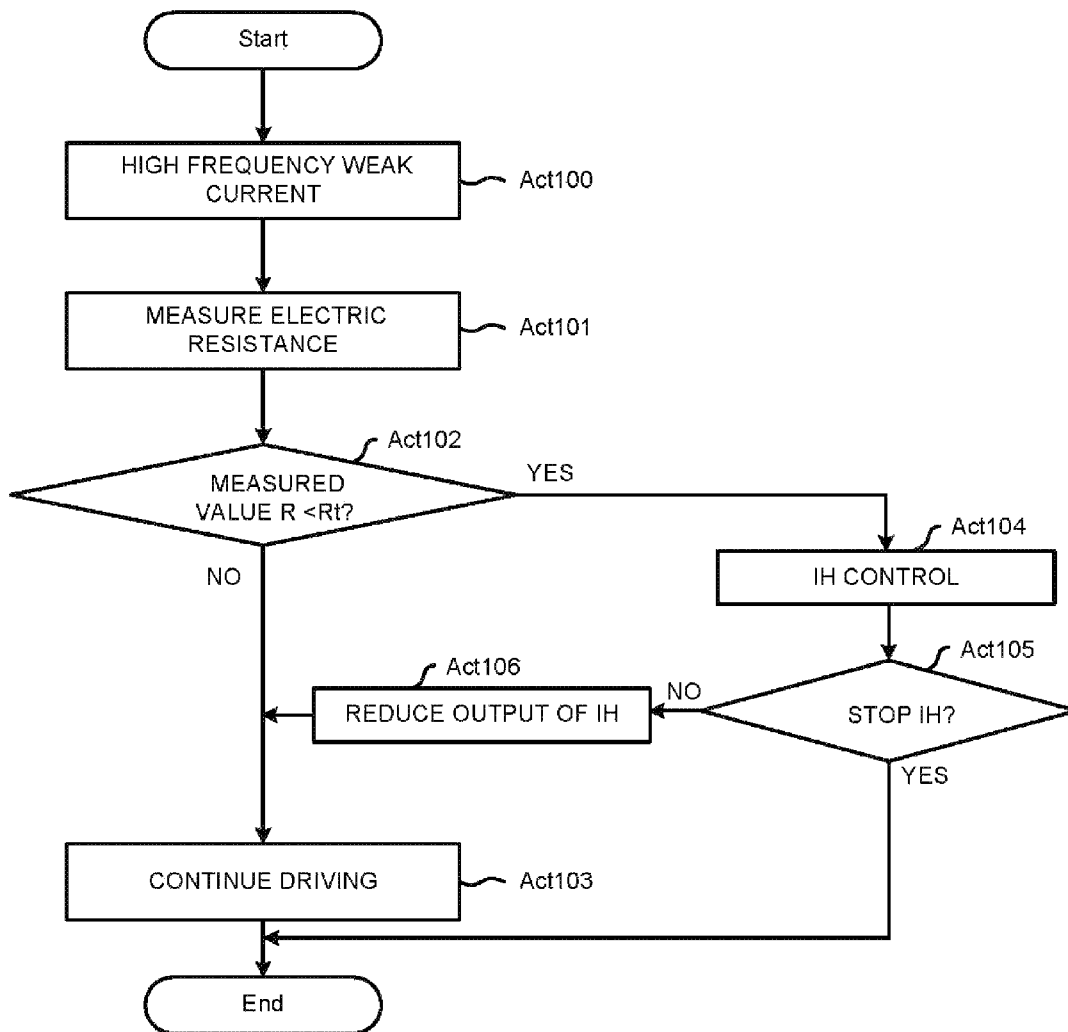 Start
HIGH FREQUENCY WEAK
CURRENT
Act100
MEASURE ELECTRIC
RESISTANCE
Act101
Act102
MEASURED
VALUE R <Rt?
YES
NO
Act104
IH CONTROL
Act105
STOP IH?
NO
YES
Act106
REDUCE OUTPUT OF IH
CONTINUE DRIVING
Act103
End